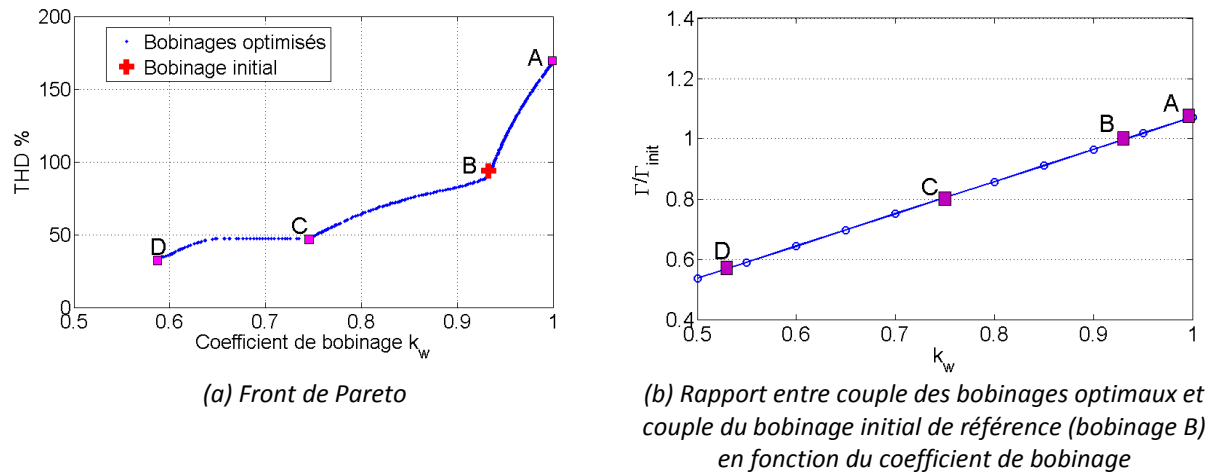 200
150
100
50
0
THD %
Bobinages optimisés
Bobinage initial
A
B
C
D
0.5 0.6 0.7 0.8 0.9 1
Coefficient de bobinage k_w
(a) Front de Pareto
1.4
1.2
1
0.8
0.6
0.4
Γ/Γ_init
A
B
C
D
0.5 0.6 0.7 0.8 0.9 1
k_w
(b) Rapport entre couple des bobinages optimaux et
couple du bobinage initial de référence (bobinage B)
en fonction du coefficient de bobinage